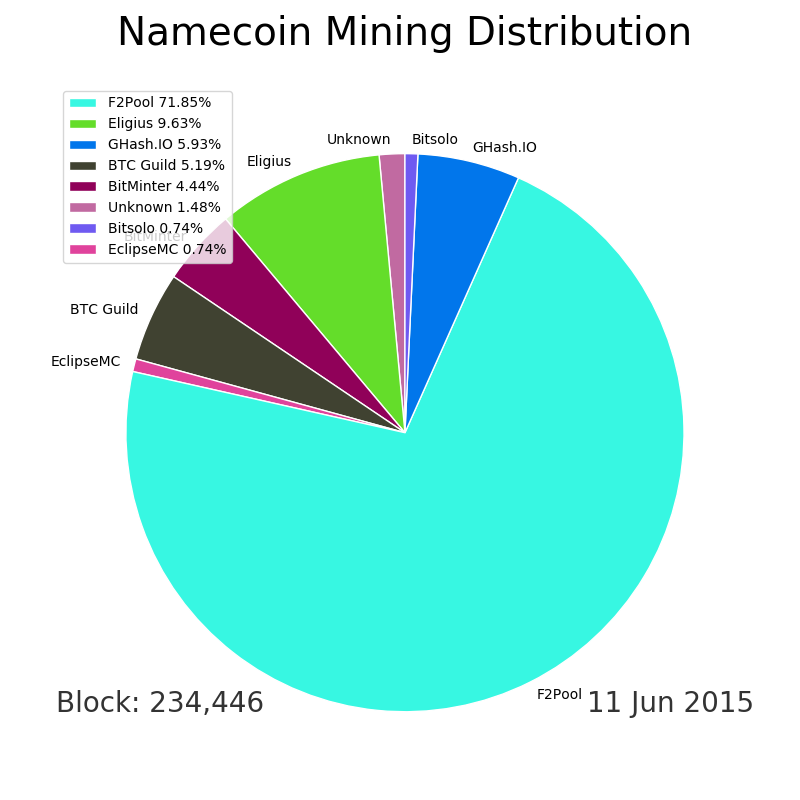 Namecoin Mining Distribution
F2Pool 71.85%
Eligius 9.63%
GHash.IO 5.93%
BTC Guild 5.19%
BitMinter 4.44%
Unknown 1.48%
Bitsolo 0.74%
EclipseMC 0.74%
Unknown
Bitsolo
GHash.IO
Eligius
BitMinter
BTC Guild
EclipseMC
F2Pool
Block: 234,446
11 Jun 2015